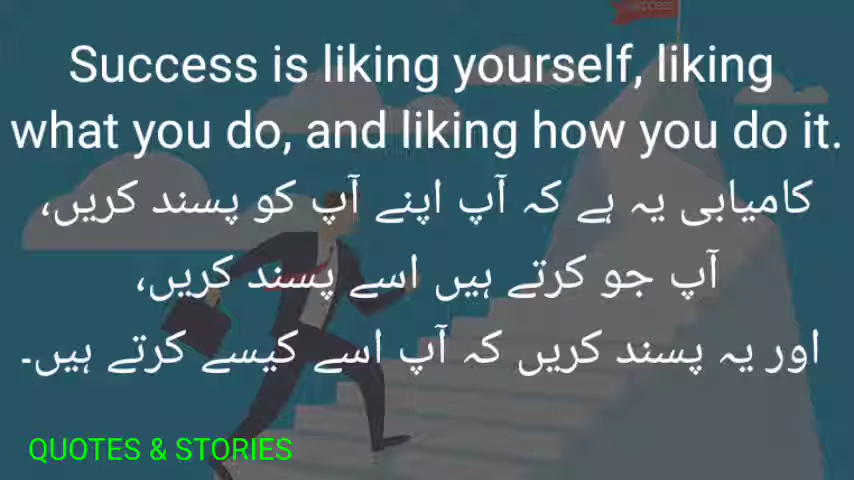 success
Success is liking yourself, liking
what you do, and liking how you do it.
کامیابی یہ ہے کہ آپ اپنے آپ کو پسند کریں،
آپ جو کرتے ہیں اسے پسند کریں،
اور یہ پسند کریں کہ آپ اسے کیسے کرتے ہیں۔
QUOTES & STORIES